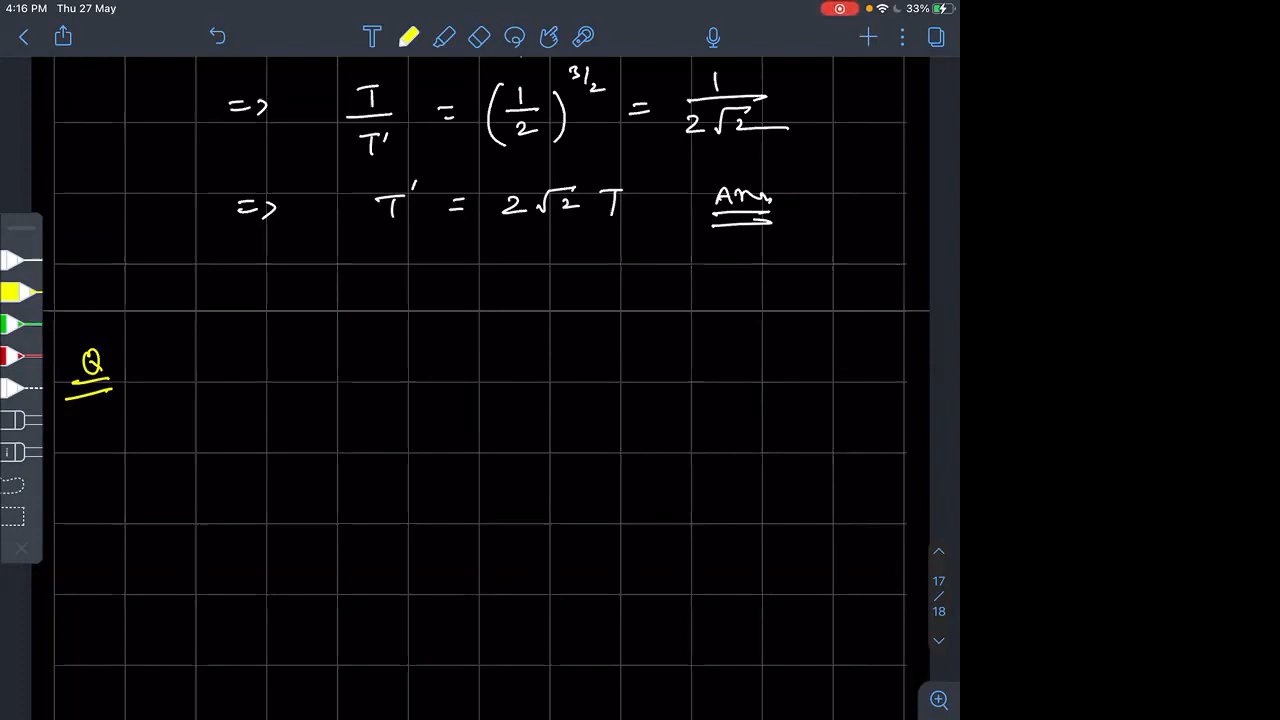 4:16 PM Thu 27 May 33%
=> T/T' = (1/2)^3/2 = 1/2√2
=> T' = 2√2 T Ans
Q
17
/
18